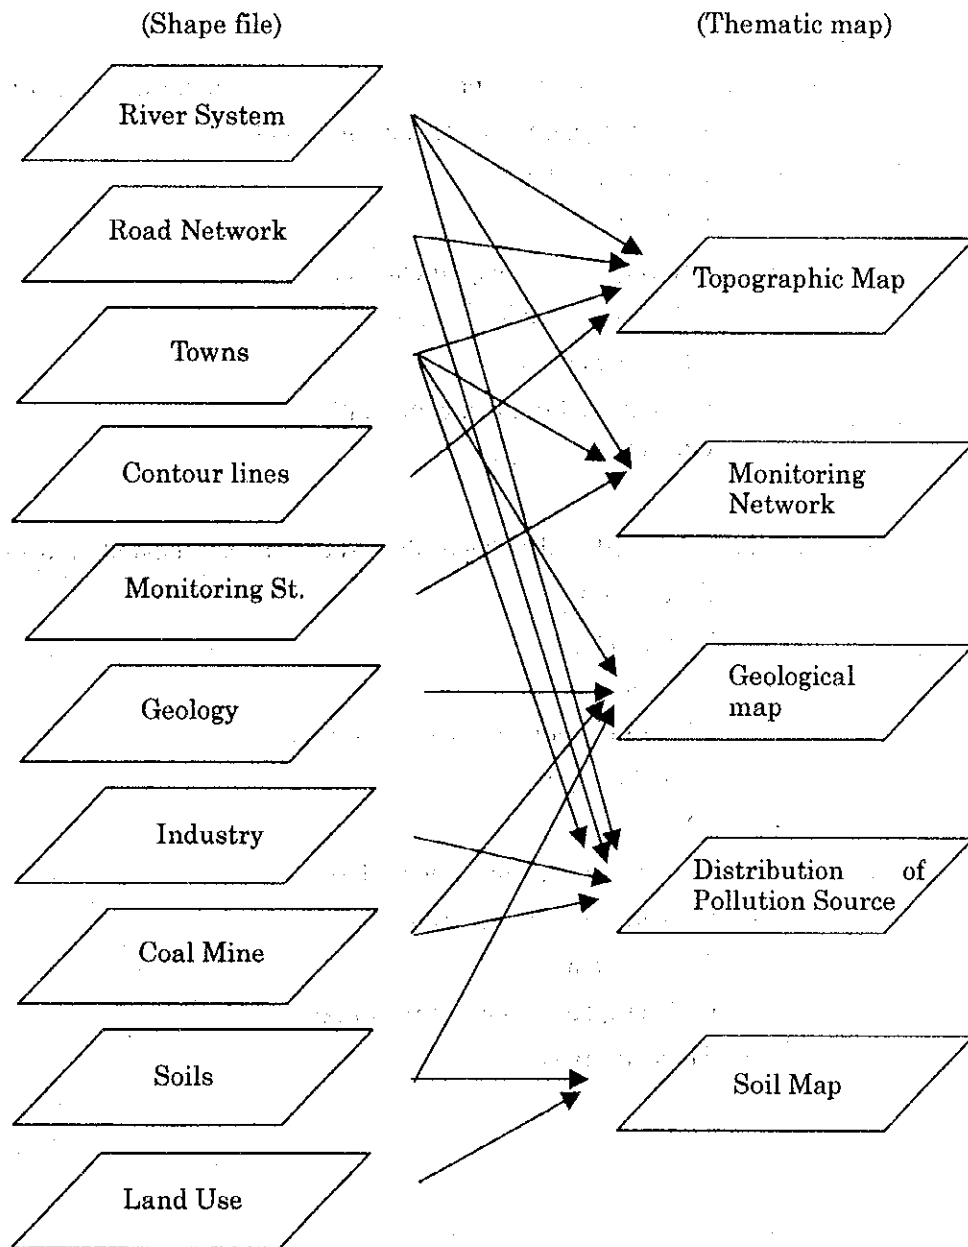 (Shape file)
(Thematic map)
River System
Road Network
Towns
Contour lines
Monitoring St.
Geology
Industry
Coal Mine
Soils
Land Use
Topographic Map
Monitoring
Network
Geological
map
Distribution of
Pollution Source
Soil Map